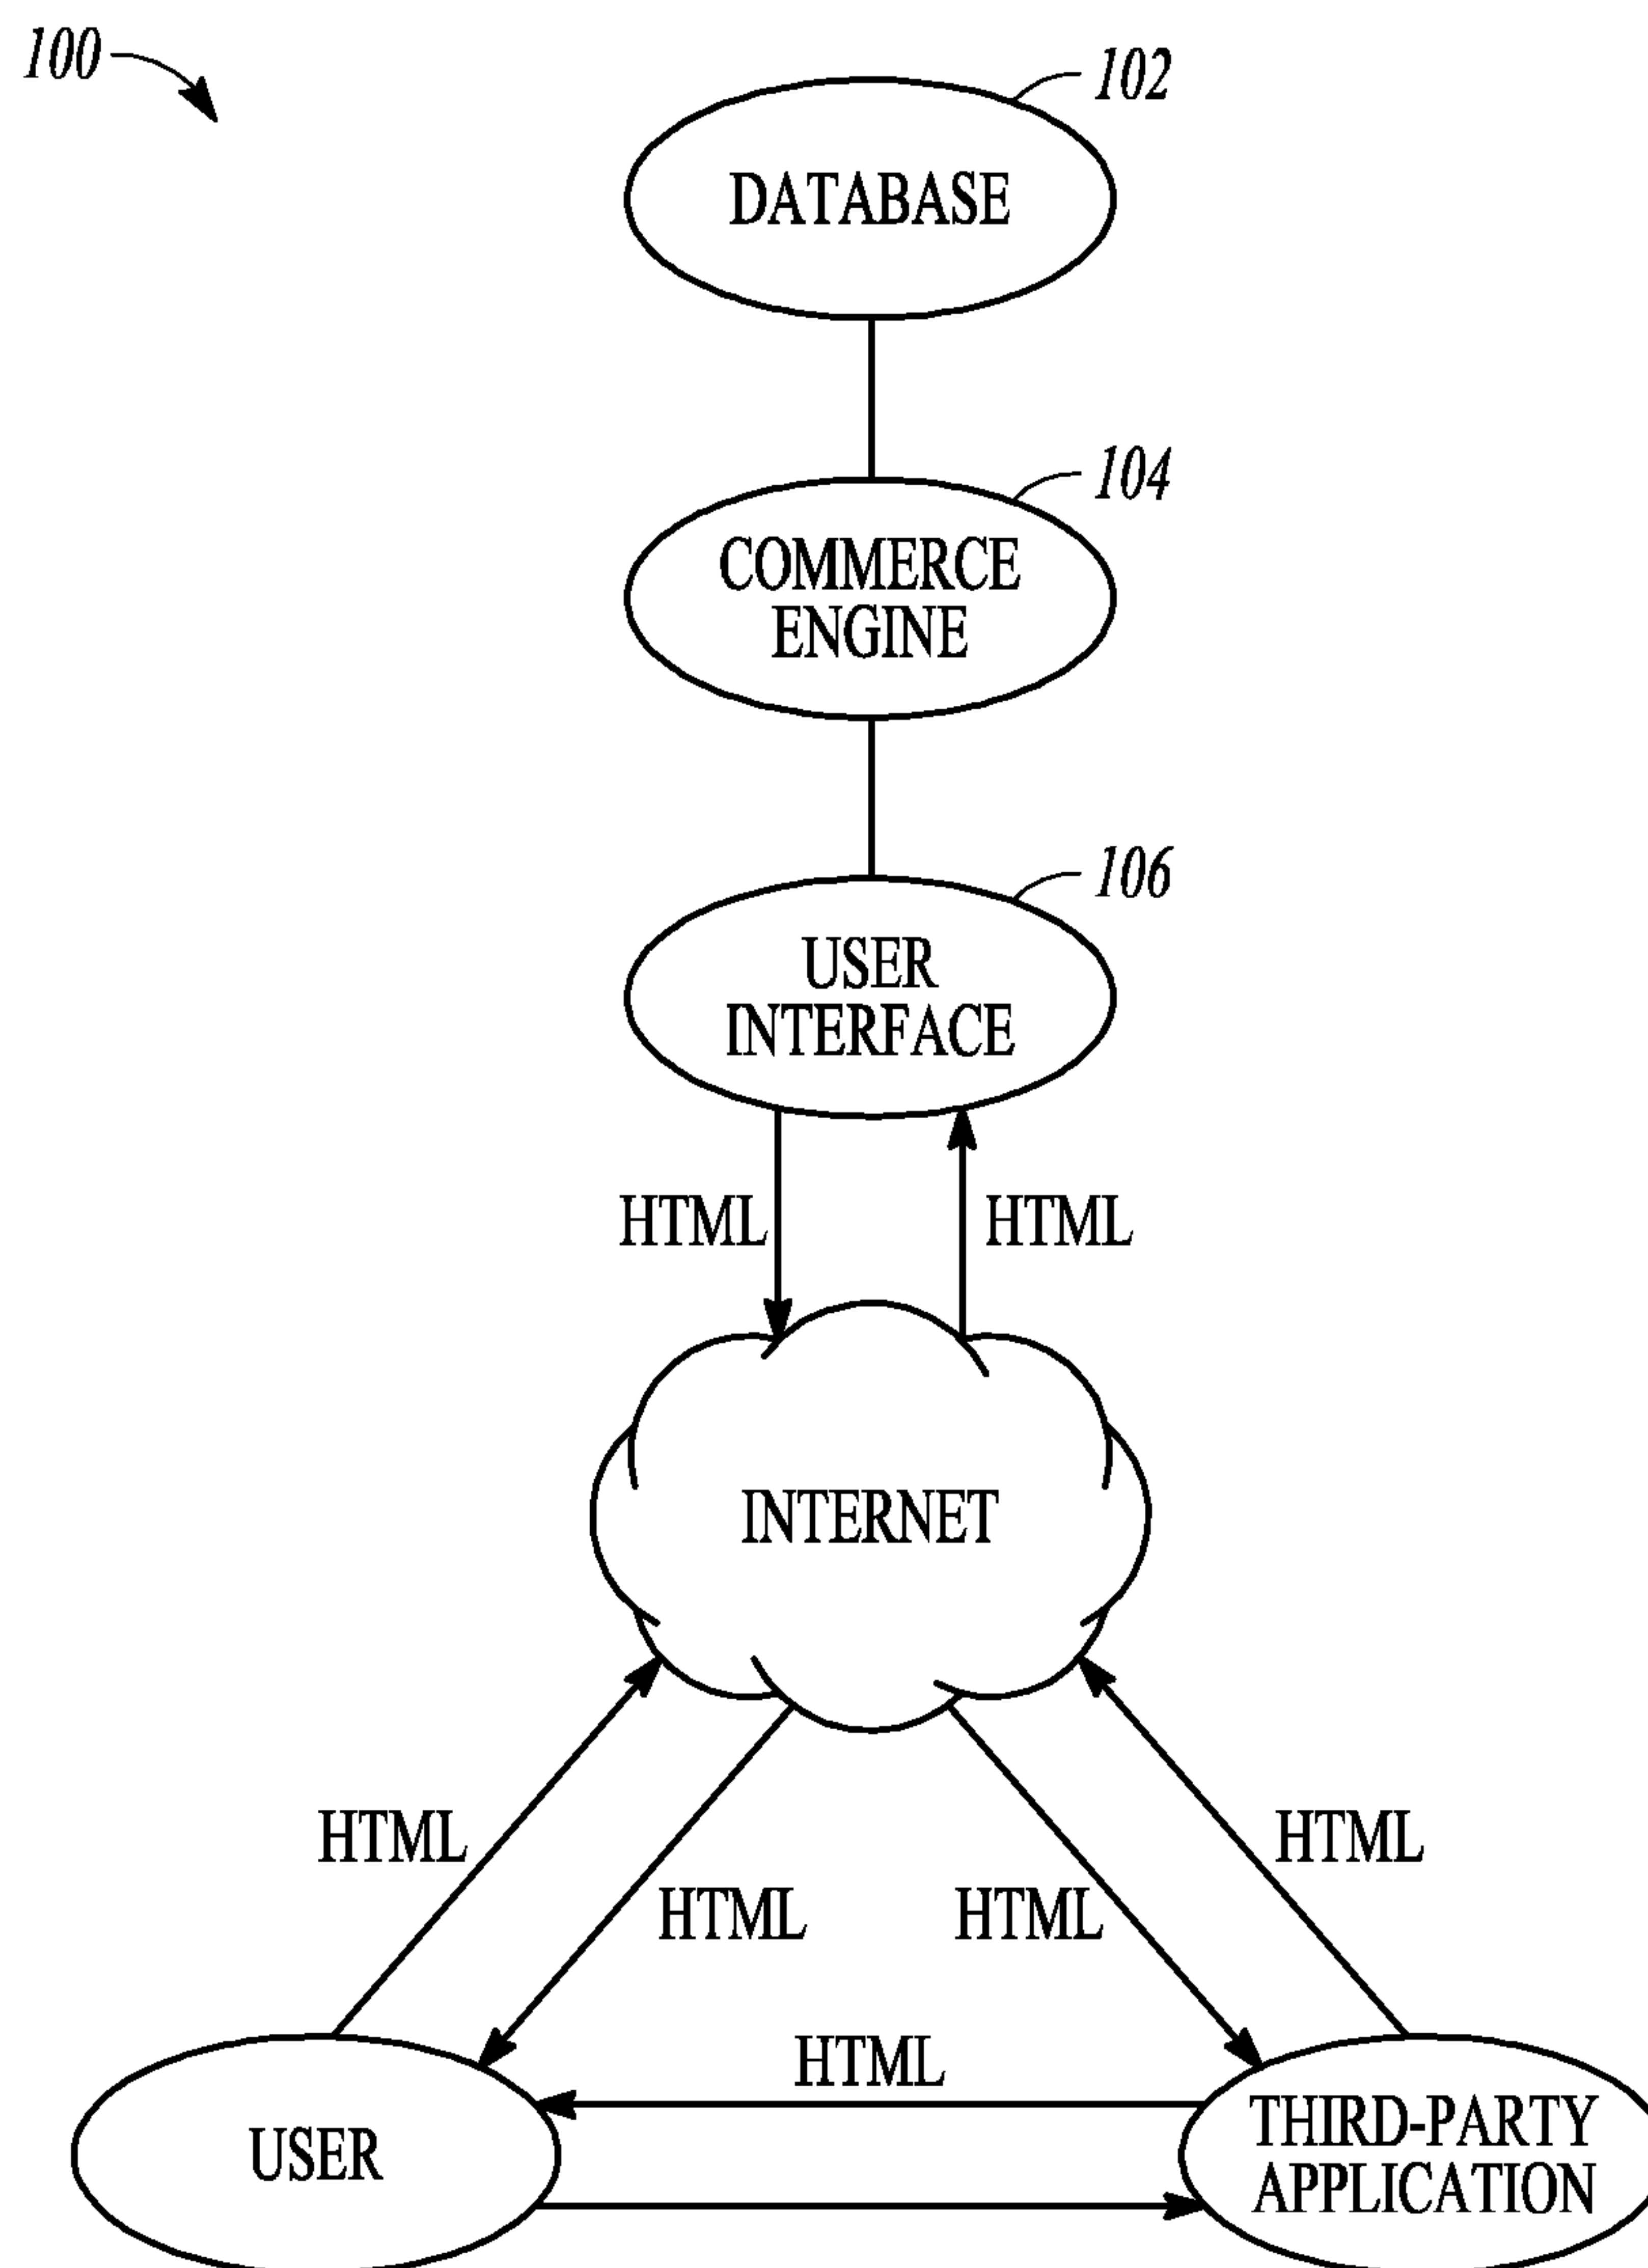 100
102
DATABASE
104
COMMERCE
ENGINE
106
USER
INTERFACE
HTML
HTML
INTERNET
HTML
HTML
HTML
HTML
HTML
USER
THIRD-PARTY
APPLICATION